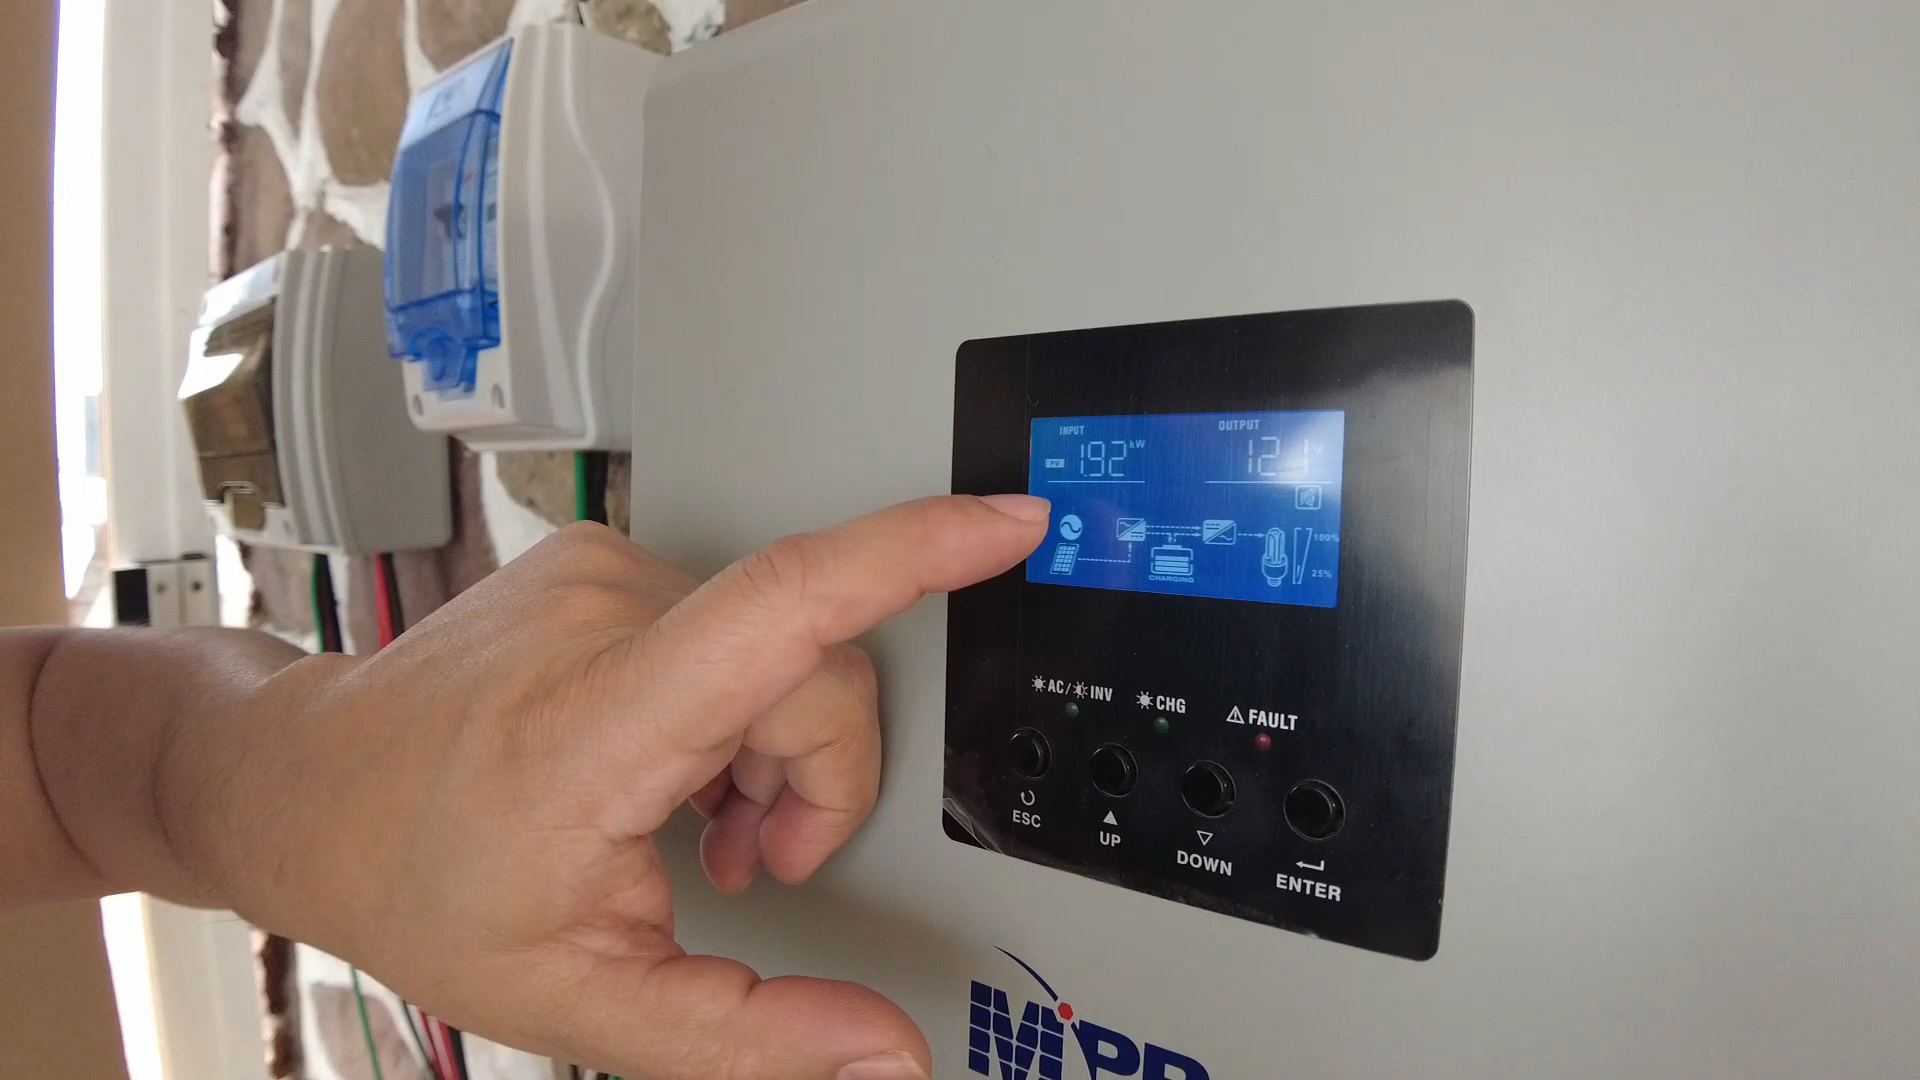 INPUT
OUTPUT
PV 1.92 kW
V
100%
CHARGING
25%
AC/ INV
CHG
FAULT
ESC
UP
DOWN
ENTER